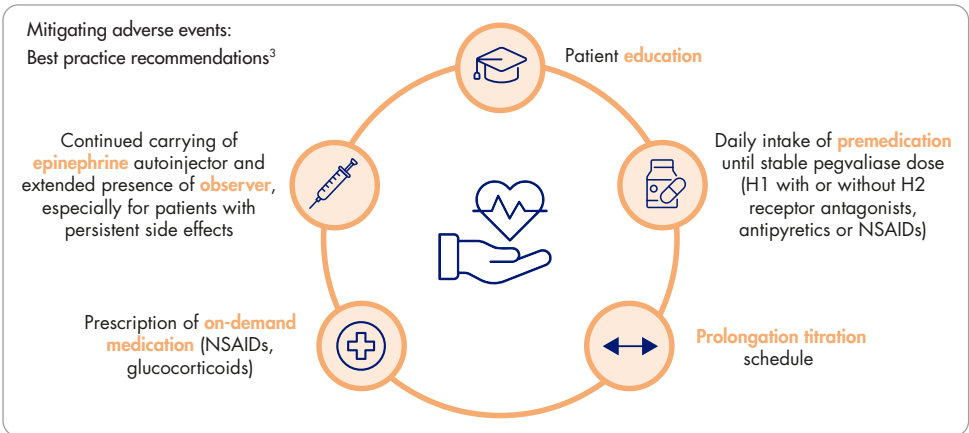 Mitigating adverse events:
Best practice recommendations³
Patient education
Daily intake of premedication
until stable pegvaliase dose
(H1 with or without H2
receptor antagonists,
antipyretics or NSAIDs)
Prolongation titration
schedule
Prescription of on-demand
medication (NSAIDs,
glucocorticoids)
Continued carrying of
epinephrine autoinjector and
extended presence of observer,
especially for patients with
persistent side effects